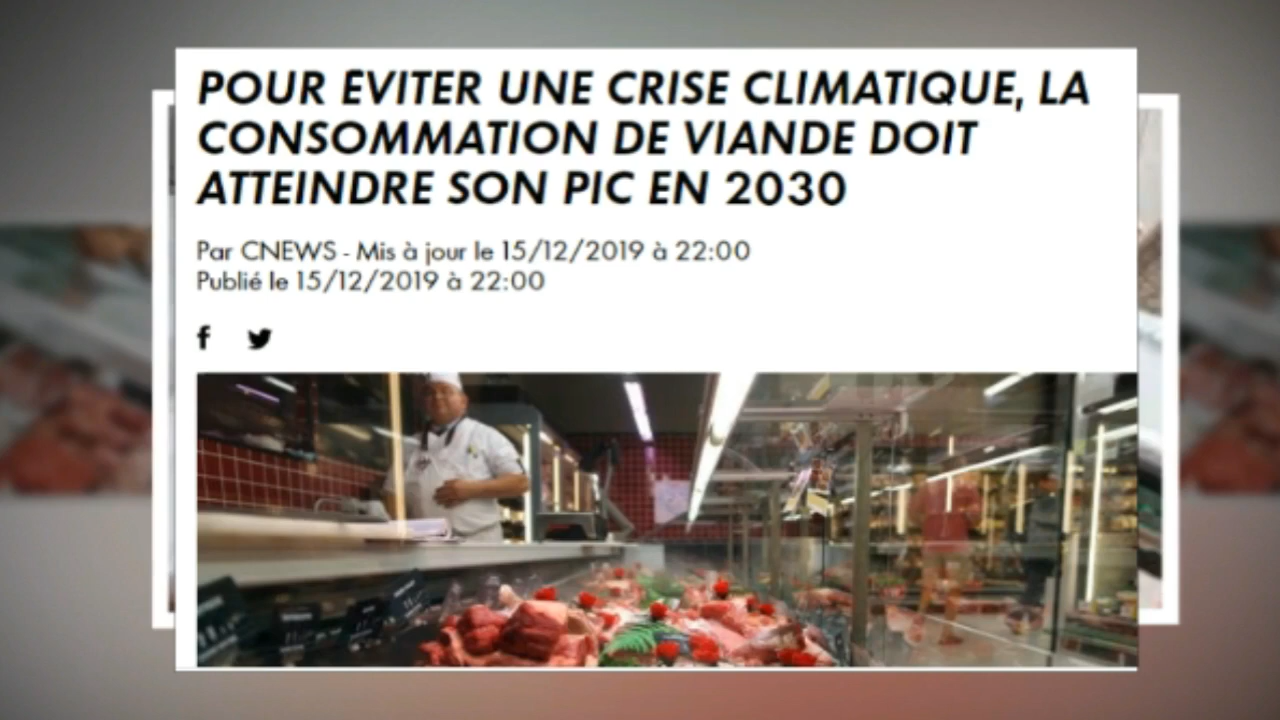 POUR ÉVITER UNE CRISE CLIMATIQUE, LA
CONSOMMATION DE VIANDE DOIT
ATTEINDRE SON PIC EN 2030
Par CNEWS - Mis à jour le 15/12/2019 à 22:00
Publié le 15/12/2019 à 22:00